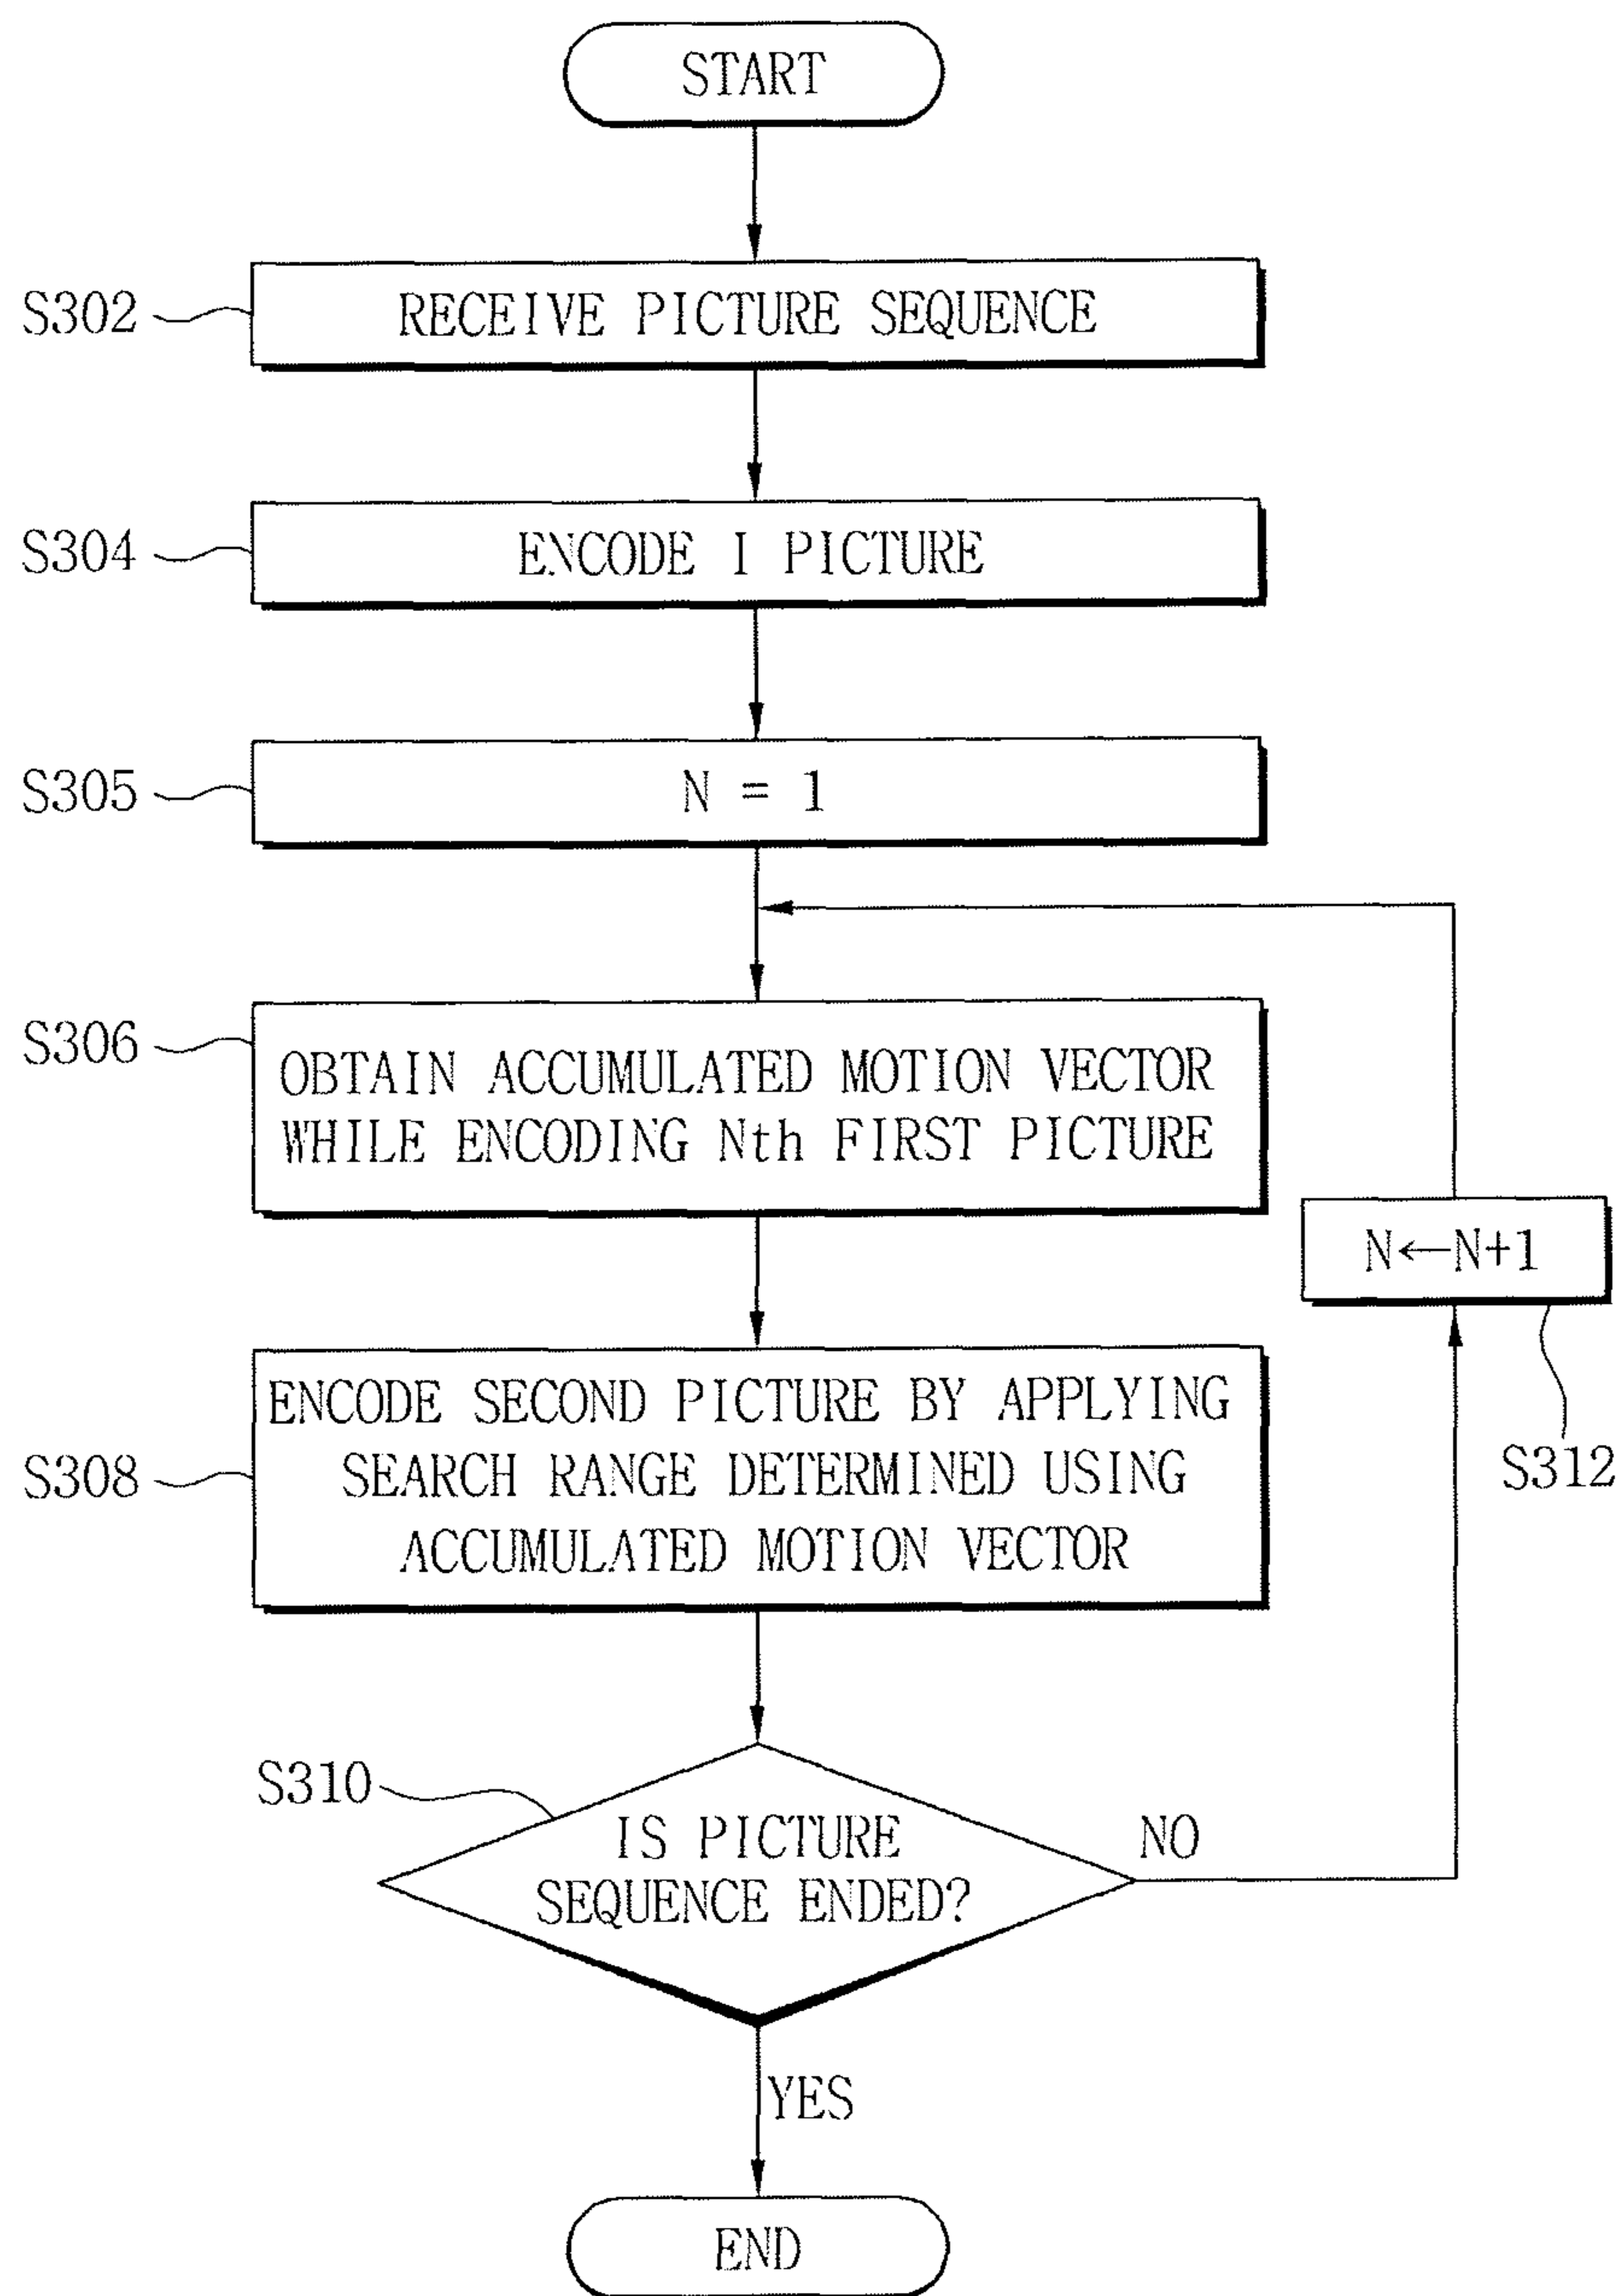 START
S302
RECEIVE PICTURE SEQUENCE
S304
ENCODE I PICTURE
S305
N = 1
S306
OBTAIN ACCUMULATED MOTION VECTOR
WHILE ENCODING Nth FIRST PICTURE
N←N+1
S312
S308
ENCODE SECOND PICTURE BY APPLYING
SEARCH RANGE DETERMINED USING
ACCUMULATED MOTION VECTOR
S310
IS PICTURE
SEQUENCE ENDED?
NO
YES
END